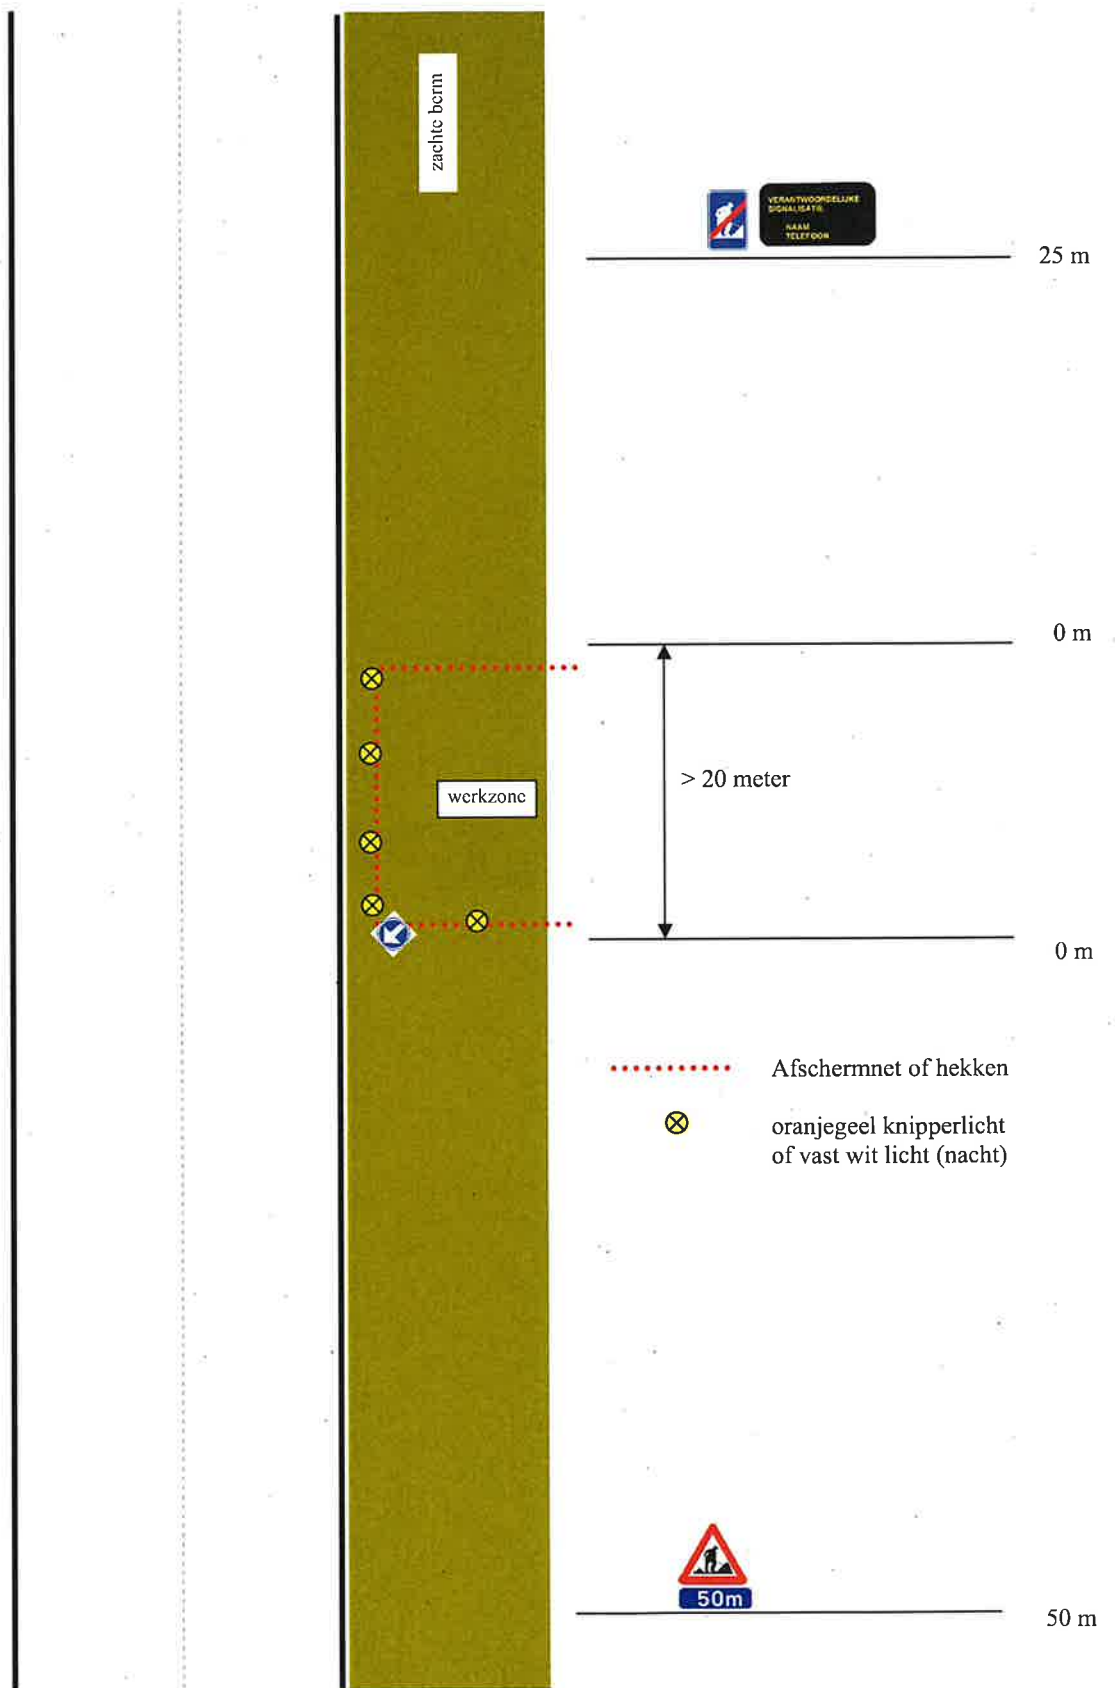 zachte berm
VERANTWOORDELIJKE
SIGNALISATIE
NAAM
TELEFOON
25 m
0 m
> 20 meter
werkzone
0 m
Afschermnet of hekken
oranjegeel knipperlicht
of vast wit licht (nacht)
50m
50 m